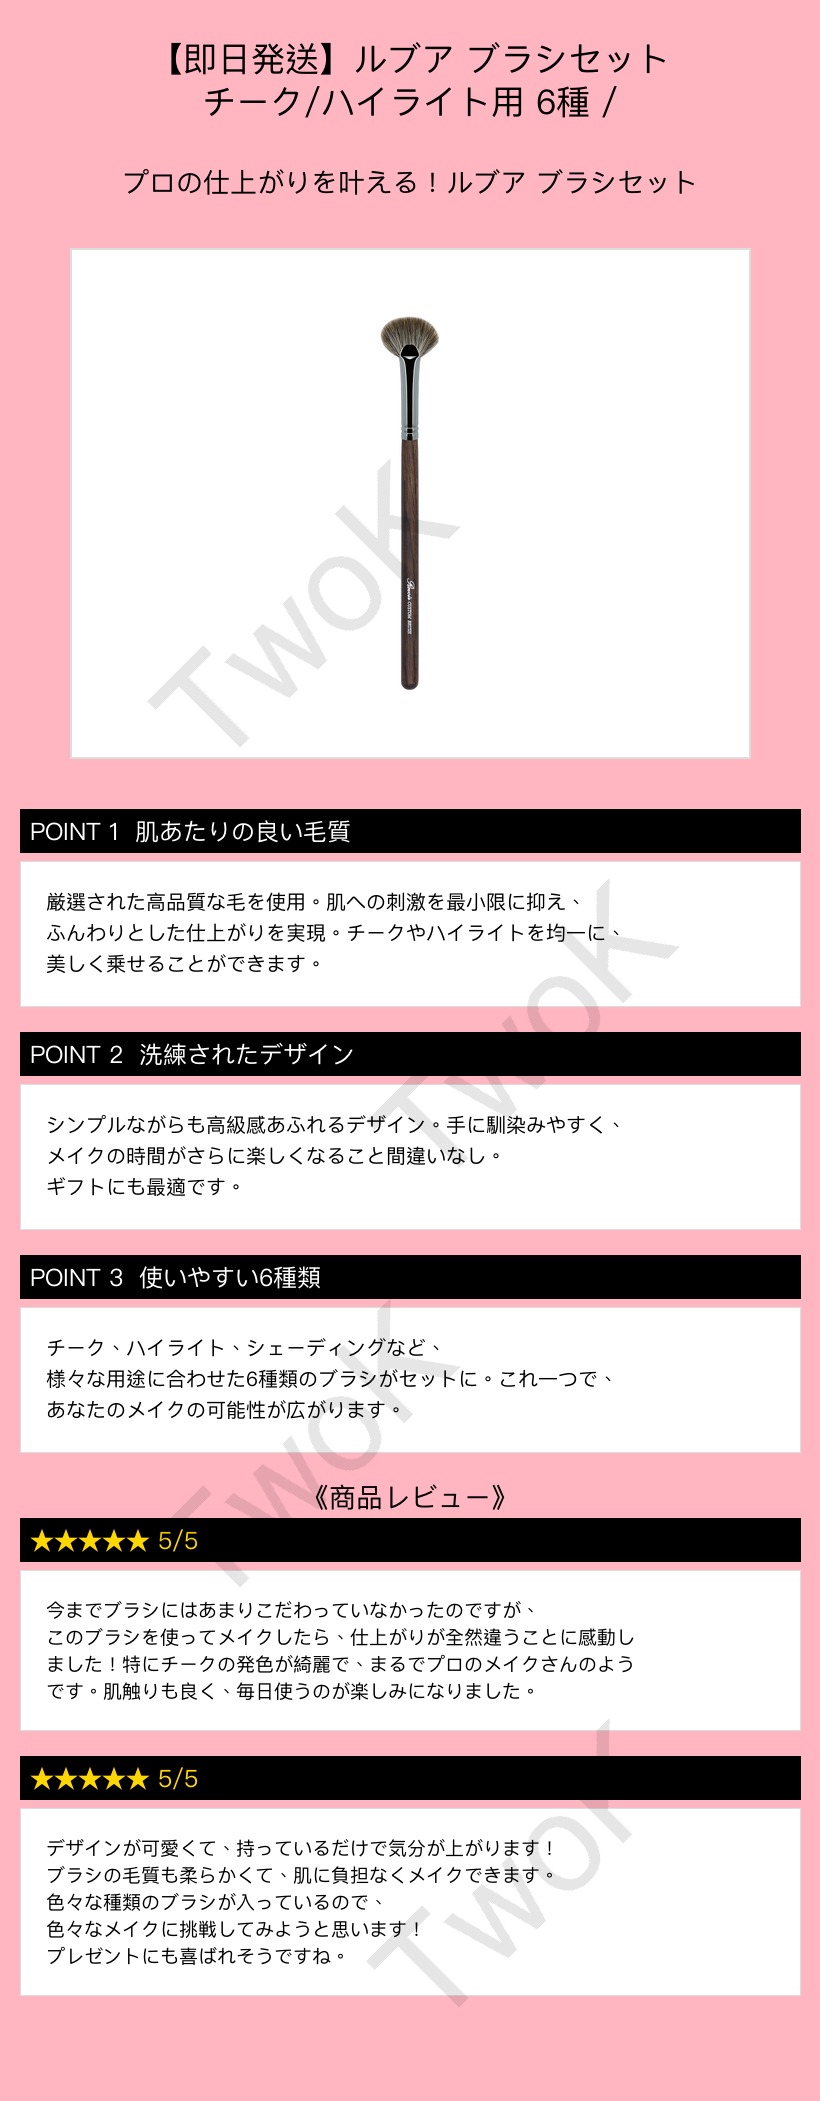 【即日発送】ルブア ブラシセット
チーク/ハイライト用 6種 /
プロの仕上がりを叶える！ルブア ブラシセット
CUSTOM BRUSH
TwoK
POINT 1 肌あたりの良い毛質
厳選された高品質な毛を使用。肌への刺激を最小限に抑え、
ふんわりとした仕上がりを実現。チークやハイライトを均一に、
美しく乗せることができます。
TwoK
POINT 2 洗練されたデザイン
シンプルながらも高級感あふれるデザイン。手に馴染みやすく、
メイクの時間がさらに楽しくなること間違いなし。
ギフトにも最適です。
POINT 3 使いやすい6種類
チーク、ハイライト、シェーディングなど、
様々な用途に合わせた6種類のブラシがセットに。これ一つで、
あなたのメイクの可能性が広がります。
TwoK
《商品レビュー》
★★★★★ 5/5
今までブラシにはあまりこだわっていなかったのですが、
このブラシを使ってメイクしたら、仕上がりが全然違うことに感動し
ました！特にチークの発色が綺麗で、まるでプロのメイクさんのよう
です。肌触りも良く、毎日使うのが楽しみになりました。
★★★★★ 5/5
デザインが可愛くて、持っているだけで気分が上がります！
ブラシの毛質も柔らかくて、肌に負担なくメイクできます。
色々な種類のブラシが入っているので、
色々なメイクに挑戦してみようと思います！
プレゼントにも喜ばれそうですね。
TwoK